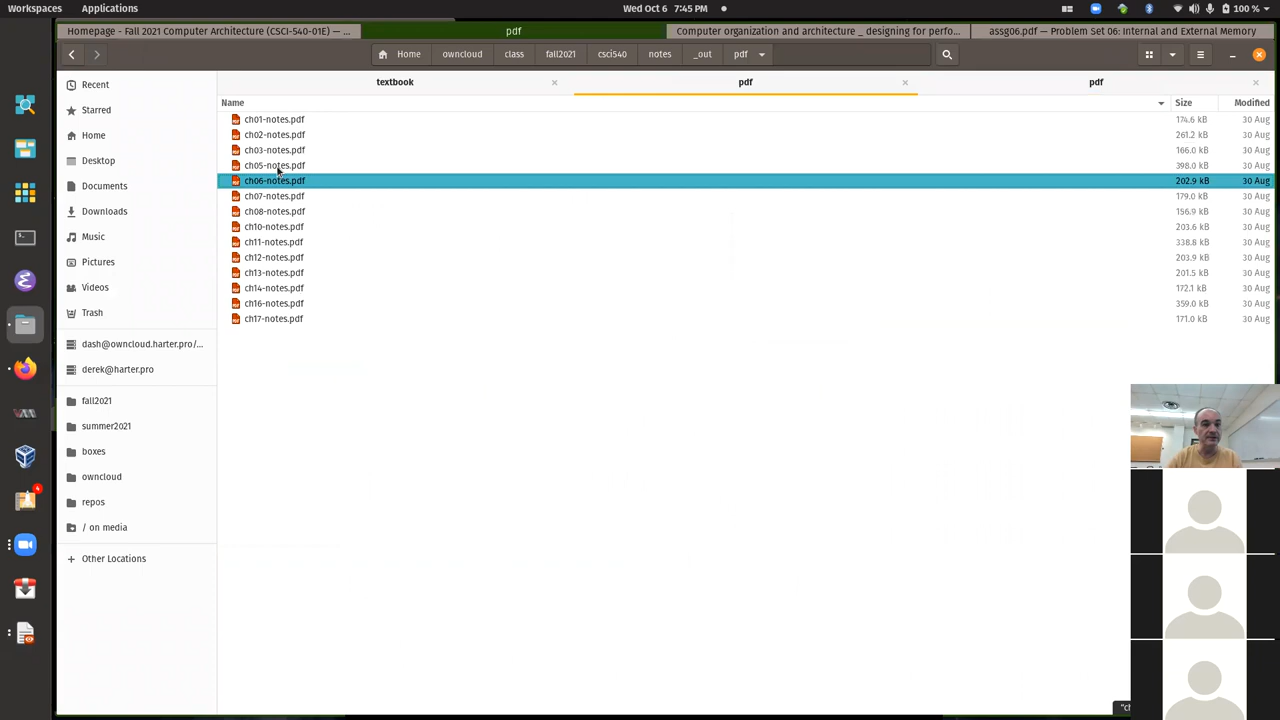 Workspaces Applications Wed Oct 6 7:45 PM 100 %
Homepage - Fall 2021 Computer Architecture (CSCI-540-01E) — ... pdf Computer organization and architecture _ designing for perfo... assg06.pdf — Problem Set 06: Internal and External Memory
Home owncloud class fall2021 csci540 notes _out pdf
textbook pdf pdf
Name Size Modified
ch01-notes.pdf 174.6 kB 30 Aug
ch02-notes.pdf 261.2 kB 30 Aug
ch03-notes.pdf 166.0 kB 30 Aug
ch05-notes.pdf 398.0 kB 30 Aug
ch06-notes.pdf 202.9 kB 30 Aug
ch07-notes.pdf 179.0 kB 30 Aug
ch08-notes.pdf 156.9 kB 30 Aug
ch10-notes.pdf 203.6 kB 30 Aug
ch11-notes.pdf 338.8 kB 30 Aug
ch12-notes.pdf 203.9 kB 30 Aug
ch13-notes.pdf 201.5 kB 30 Aug
ch14-notes.pdf 172.1 kB 30 Aug
ch16-notes.pdf 359.0 kB 30 Aug
ch17-notes.pdf 171.0 kB 30 Aug
Recent
Starred
Home
Desktop
Documents
Downloads
Music
Pictures
Videos
Trash
dash@owncloud.harter.pro/...
derek@harter.pro
fall2021
summer2021
boxes
owncloud
repos
/ on media
Other Locations
"ch